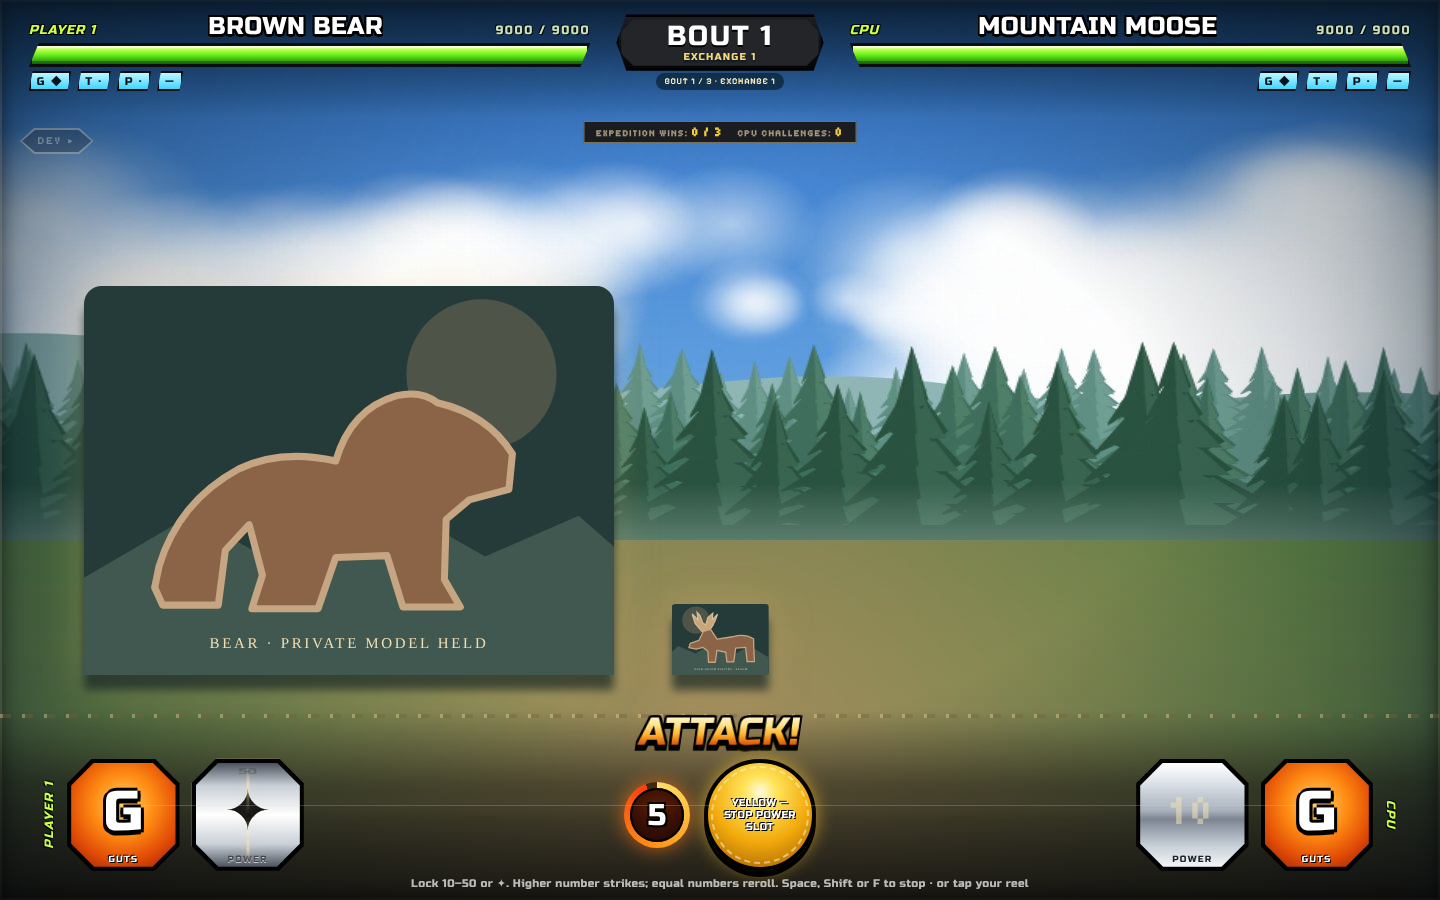 PLAYER 1
BROWN BEAR
9000 / 9000
G ◆ T · P · —
BOUT 1
EXCHANGE 1
BOUT 1 / 3 · EXCHANGE 1
CPU
MOUNTAIN MOOSE
9000 / 9000
G ◆ T · P · —
EXPEDITION WINS: 0 / 3 CPU CHALLENGES: 0
DEV ▸
BEAR · PRIVATE MODEL HELD
ATTACK!
PLAYER 1
G
GUTS
50
✦
POWER
5
YELLOW —
STOP POWER
SLOT
10
POWER
G
GUTS
CPU
Lock 10–50 or ✦. Higher number strikes; equal numbers reroll. Space, Shift or F to stop · or tap your reel